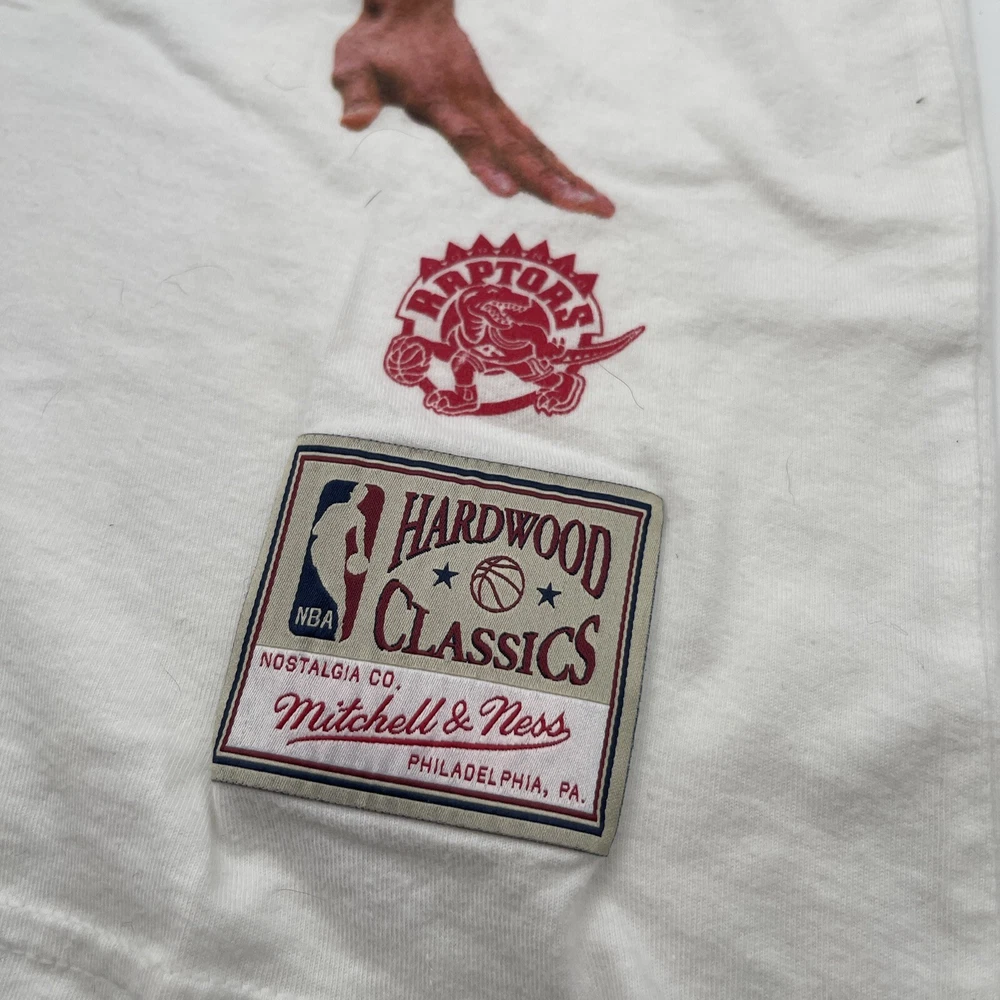 RAPTORS
HARDWOOD
CLASSICS
NBA
NOSTALGIA CO.
Mitchell & Ness
PHILADELPHIA, PA.